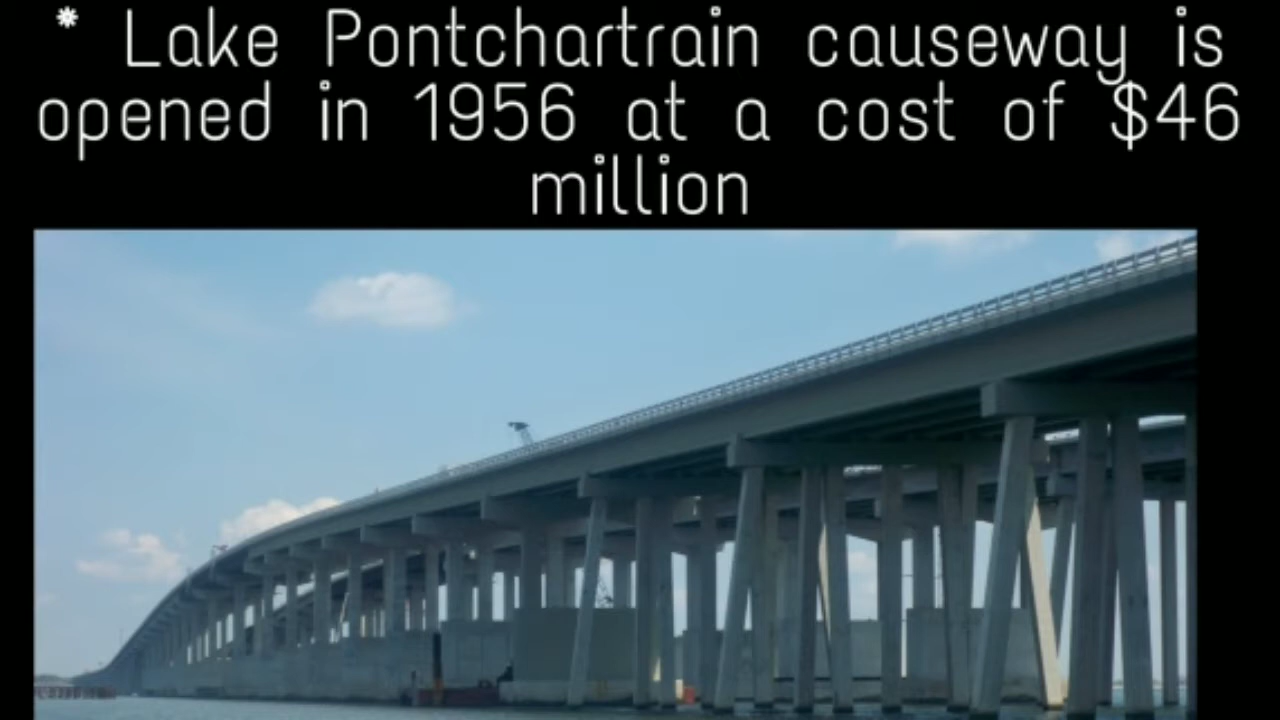 * Lake Pontchartrain causeway is
opened in 1956 at a cost of $46
million